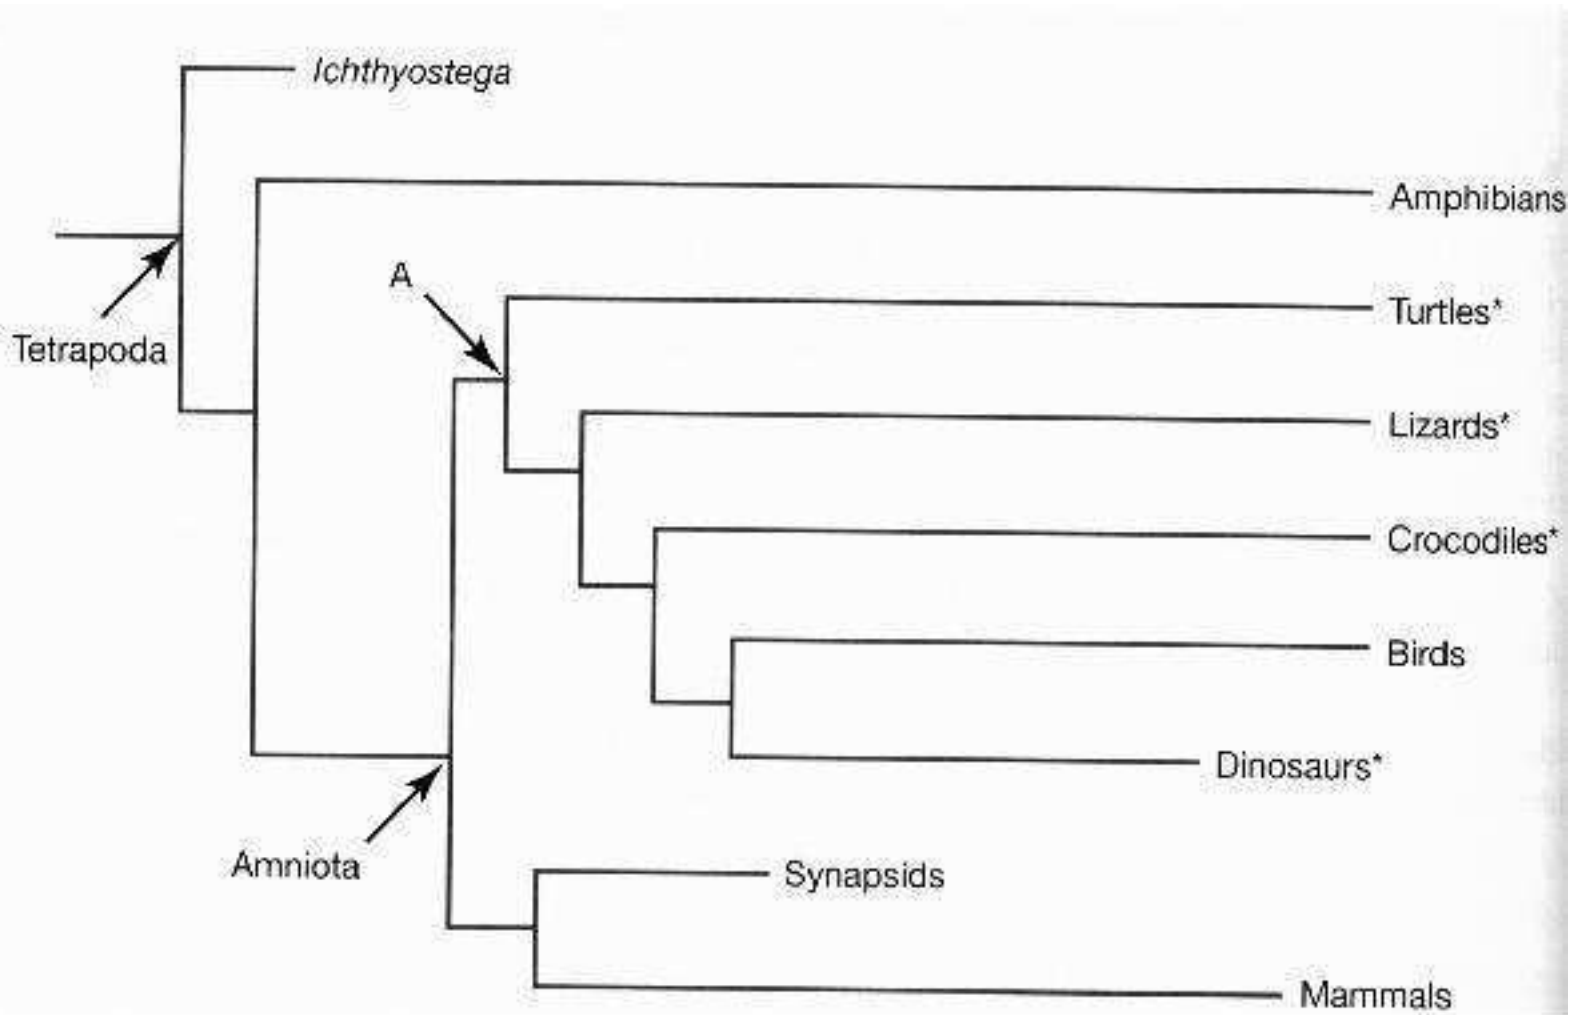 Ichthyostega
Amphibians
A
Turtles*
Tetrapoda
Lizards*
Crocodiles*
Birds
Dinosaurs*
Amniota
Synapsids
Mammals